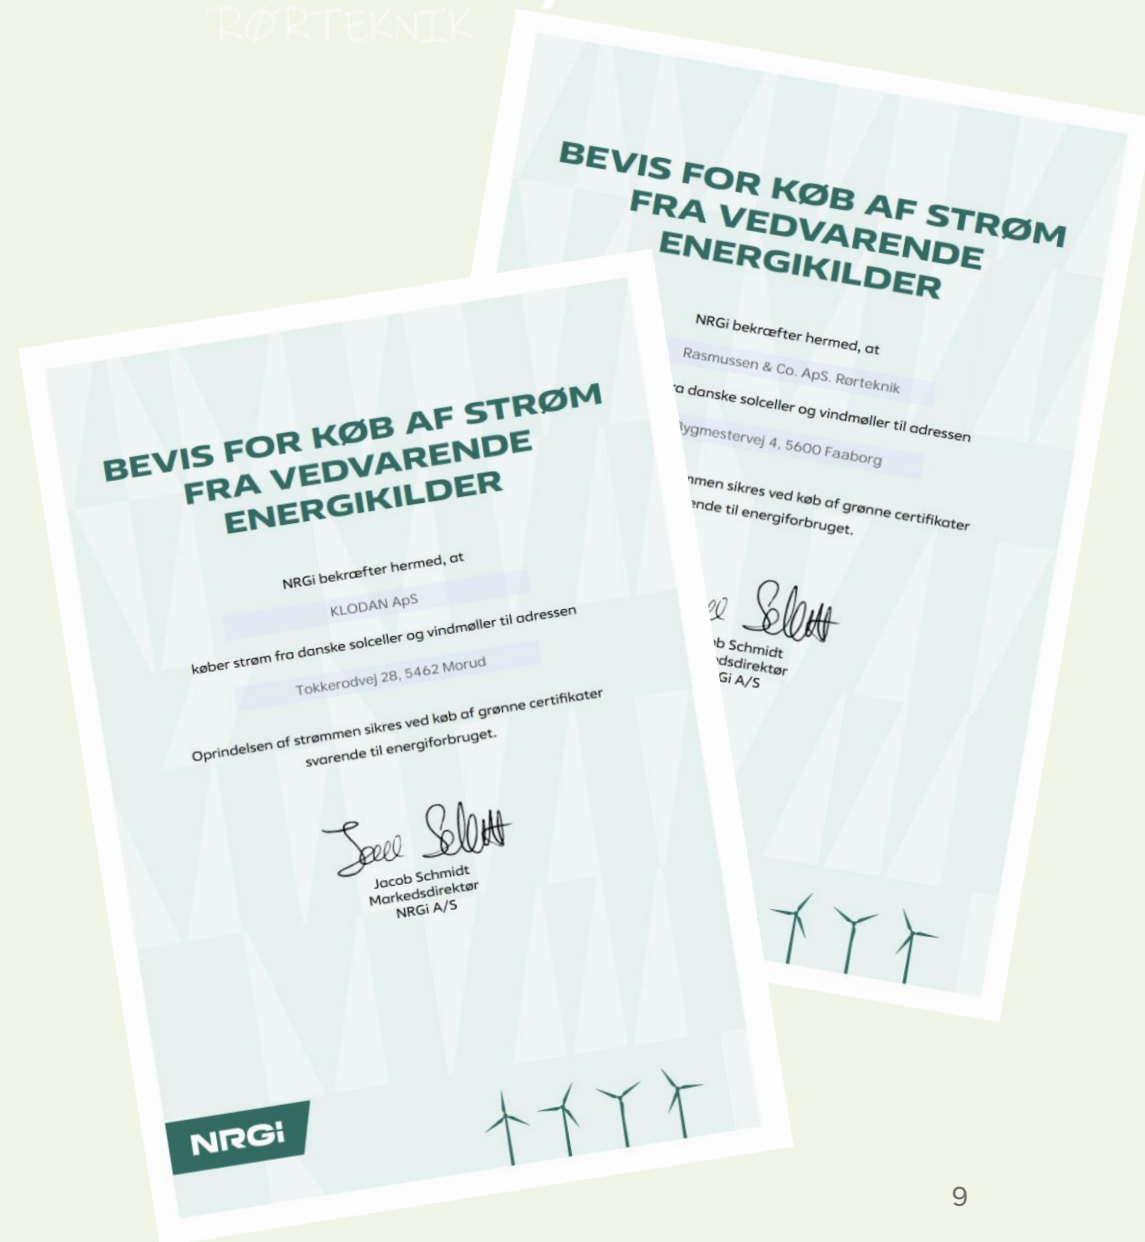 RØRTEKNIK
BEVIS FOR KØB AF STRØM
FRA VEDVARENDE
ENERGIKILDER
NRGi bekræfter hermed, at
Rasmussen & Co. ApS. Rørteknik
danske solceller og vindmøller til adressen
Bygmestervej 4, 5600 Faaborg
sikres ved køb af grønne certifikater
til energiforbruget.
Schmidt
A/S
BEVIS FOR KØB AF STRØM
FRA VEDVARENDE
ENERGIKILDER
NRGi bekræfter hermed, at
KLODAN ApS
køber strøm fra danske solceller og vindmøller til adressen
Tokkerodvej 28, 5462 Morud
Oprindelsen af strømmen sikres ved køb af grønne certifikater
svarende til energiforbruget.
Jacob Schmidt
Markedsdirektør
NRGi A/S
NRGi
9